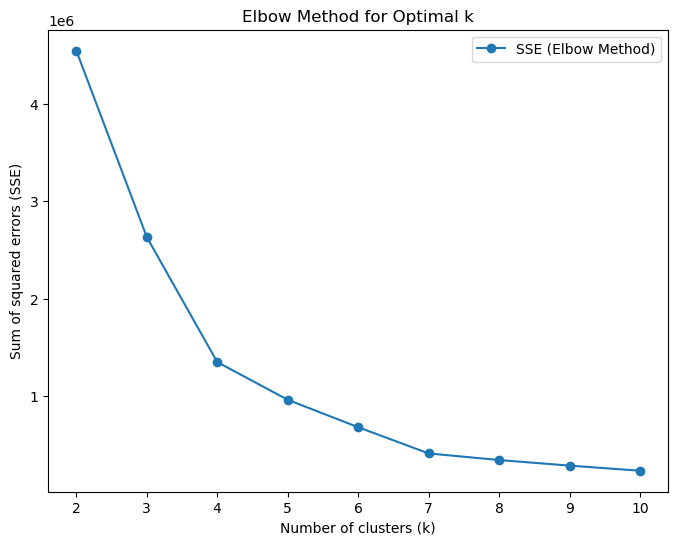 Elbow Method for Optimal k
1e6
SSE (Elbow Method)
4
3
2
1
Sum of squared errors (SSE)
2 3 4 5 6 7 8 9 10
Number of clusters (k)